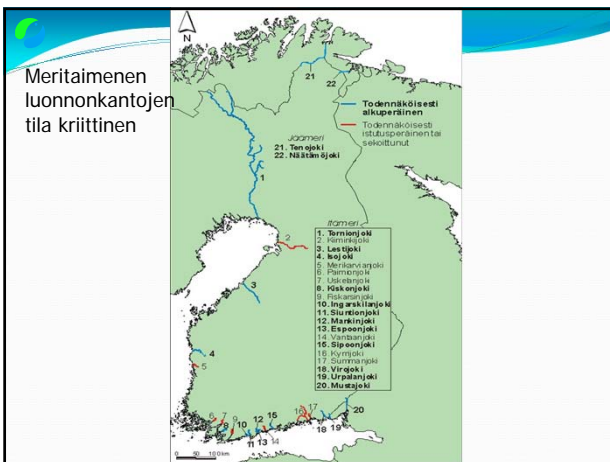 Meritaimenen
luonnonkantojen
tila kriittinen
N
21
22
Todennäköisesti
alkuperäinen
Todennäköisesti
istutusperäinen tai
sekoittunut
Jäämeri
21. Tenojoki
22. Näätämöjoki
1
2
3
4
5
Itämeri
1. Tornionjoki
2. Kiiminkijoki
3. Lestijoki
4. Isojoki
5. Merikarvianjoki
6. Paimionjoki
7. Uskelanjoki
8. Kiskonjoki
9. Fiskarsinjoki
10. Ingarskilanjoki
11. Siuntionjoki
12. Mankinjoki
13. Espoonjoki
14. Vantaanjoki
15. Sipoonjoki
16. Kymijoki
17. Summanjoki
18. Virojoki
19. Urpalanjoki
20. Mustajoki
6
7
8
9
10
11
12
13
14
15
16
17
18
19
20
0
100 km